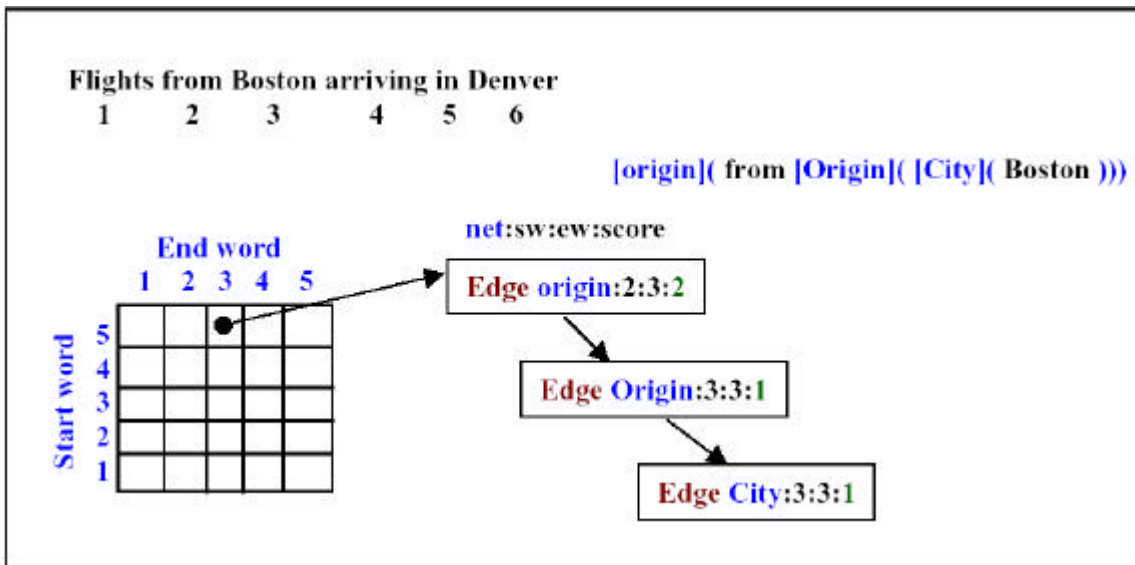 Flights from Boston arriving in Denver
1 2 3 4 5 6
[origin]( from [Origin]( [City]( Boston )))
net:sw:ew:score
End word
1 2 3 4 5
Edge origin:2:3:2
Start word
5
4
3
2
1
Edge Origin:3:3:1
Edge City:3:3:1